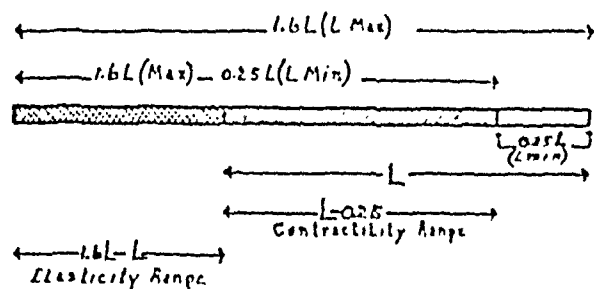 1.6L (L Max)
1.6L (Max) - 0.25L (L Min)
0.25L
(L min)
L
L-0.25
Contractility Range
1.6L-L
Elasticity Range